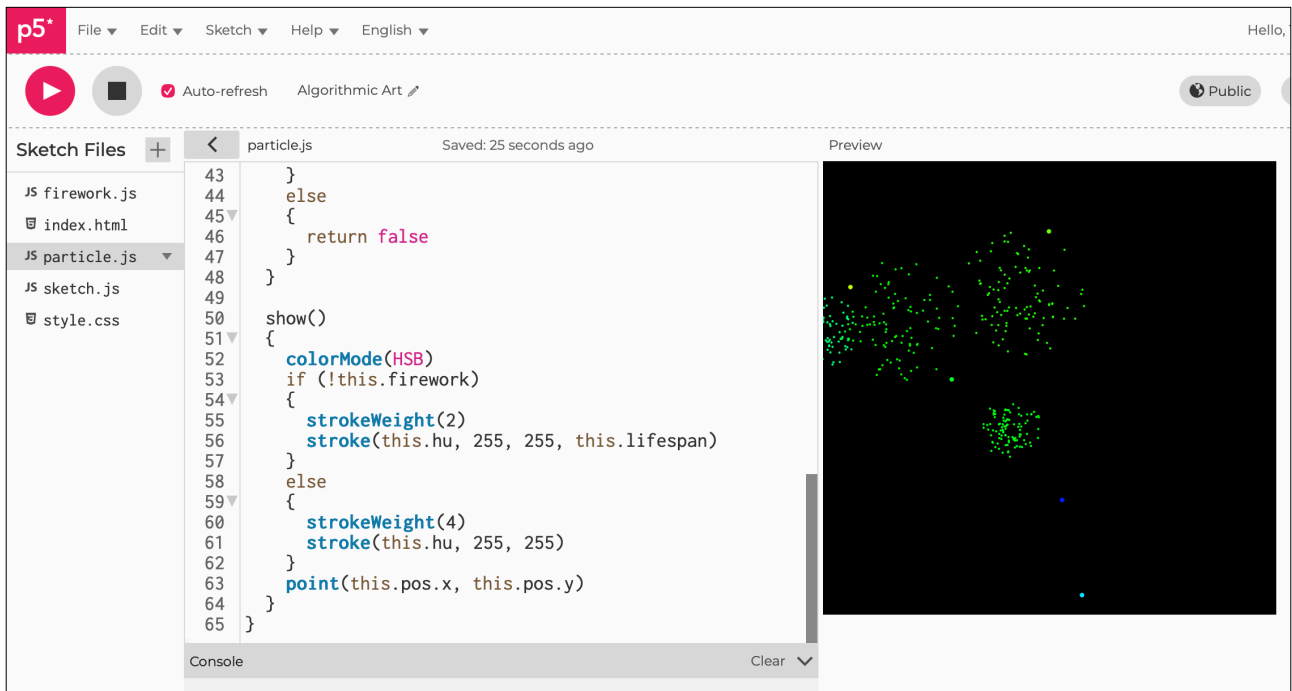 p5*
File Edit Sketch Help English Hello,
Auto-refresh Algorithmic Art Public
Sketch Files +
JS firework.js
index.html
JS particle.js
JS sketch.js
style.css
particle.js Saved: 25 seconds ago
43 }
44 else
45 {
46 return false
47 }
48 }
49
50 show()
51 {
52 colorMode(HSB)
53 if (!this.firework)
54 {
55 strokeWeight(2)
56 stroke(this.hu, 255, 255, this.lifespan)
57 }
58 else
59 {
60 strokeWeight(4)
61 stroke(this.hu, 255, 255)
62 }
63 point(this.pos.x, this.pos.y)
64 }
65 }
Console Clear
Preview